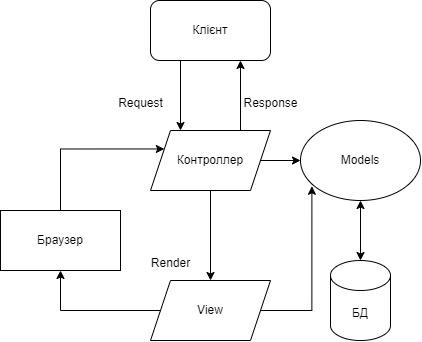 Клієнт
Request
Response
Контроллер
Models
Браузер
Render
View
БД